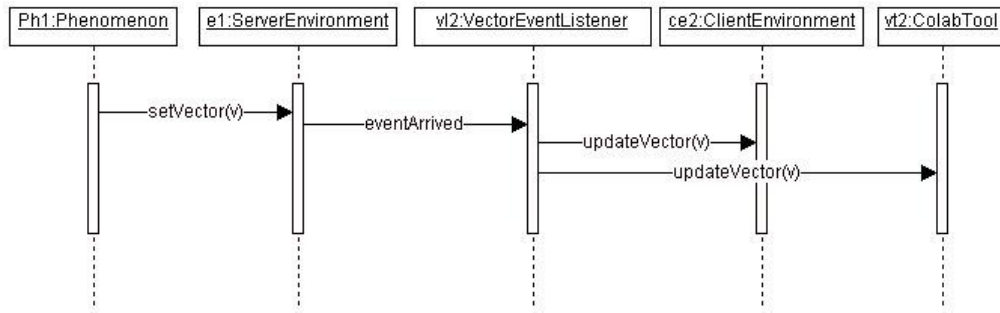 Ph1:Phenomenon
e1:ServerEnvironment
vl2:VectorEventListener
ce2:ClientEnvironment
vt2:ColabTool
setVector(v)
eventArrived
updateVector(v)
updateVector(v)